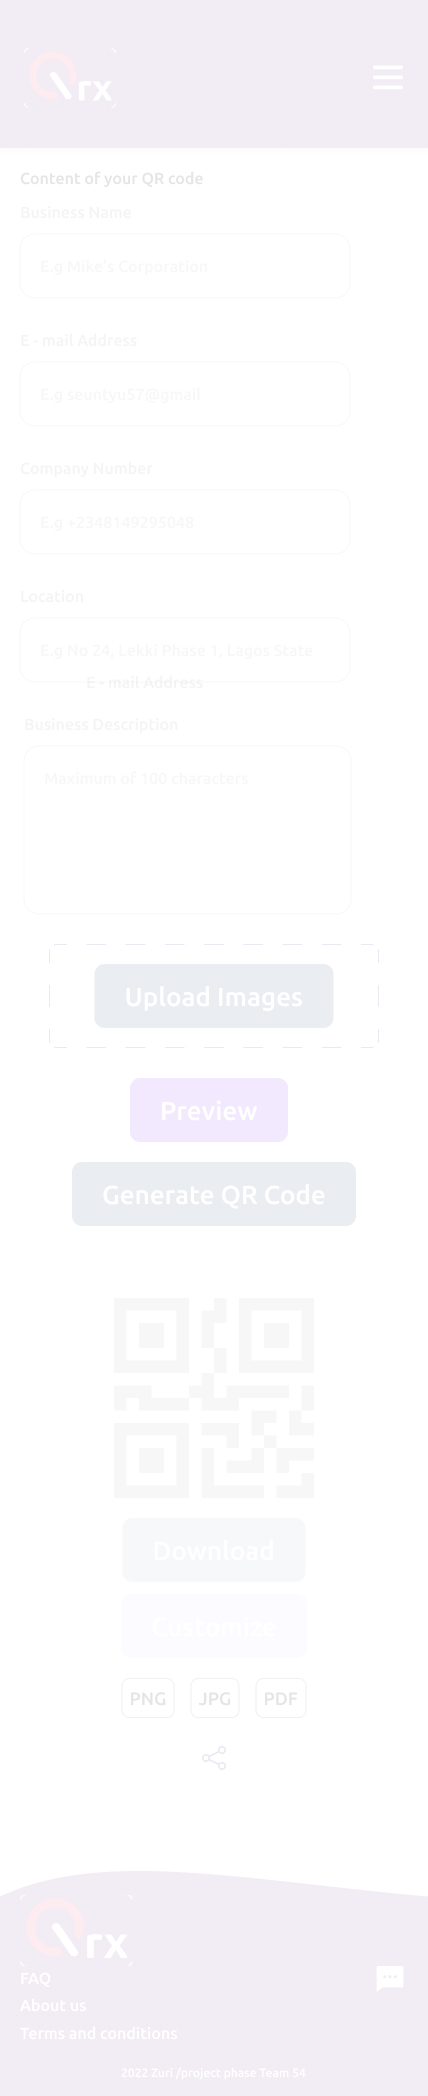 Qrx
Content of your QR code
Business Name
E.g Mike's Corporation
E - mail Address
E.g seuntyu57@gmail
Company Number
E.g +2348149295048
Location
E.g No 24, Lekki Phase 1, Lagos State
E - mail Address
Business Description
Maximum of 100 characters
Upload Images
Preview
Generate QR Code
Download
Customize
PNG JPG PDF
Qrx
FAQ
About us
Terms and conditions
2022 Zuri /project phase Team 54